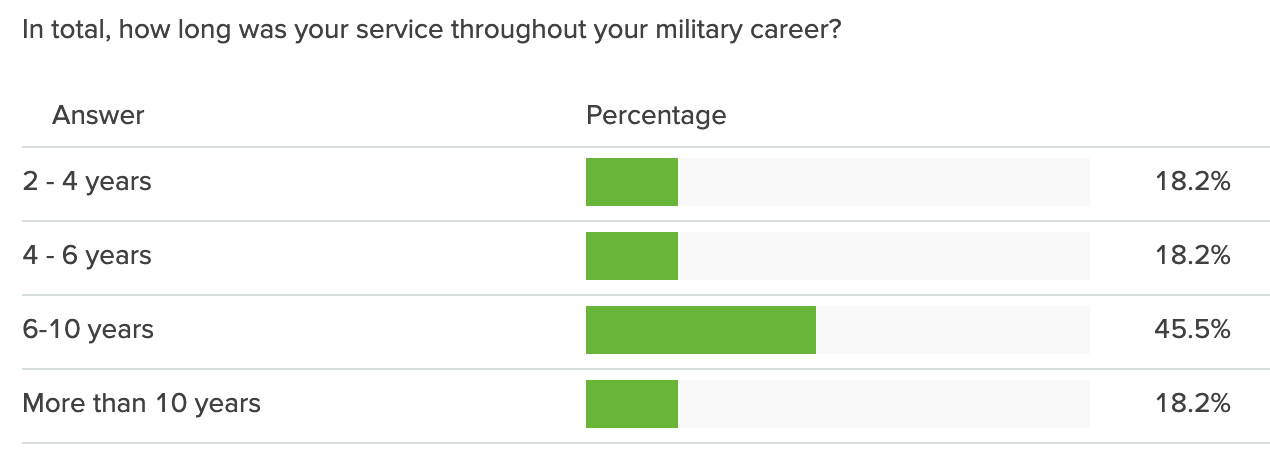 In total, how long was your service throughout your military career?
Answer Percentage
2 - 4 years 18.2%
4 - 6 years 18.2%
6-10 years 45.5%
More than 10 years 18.2%